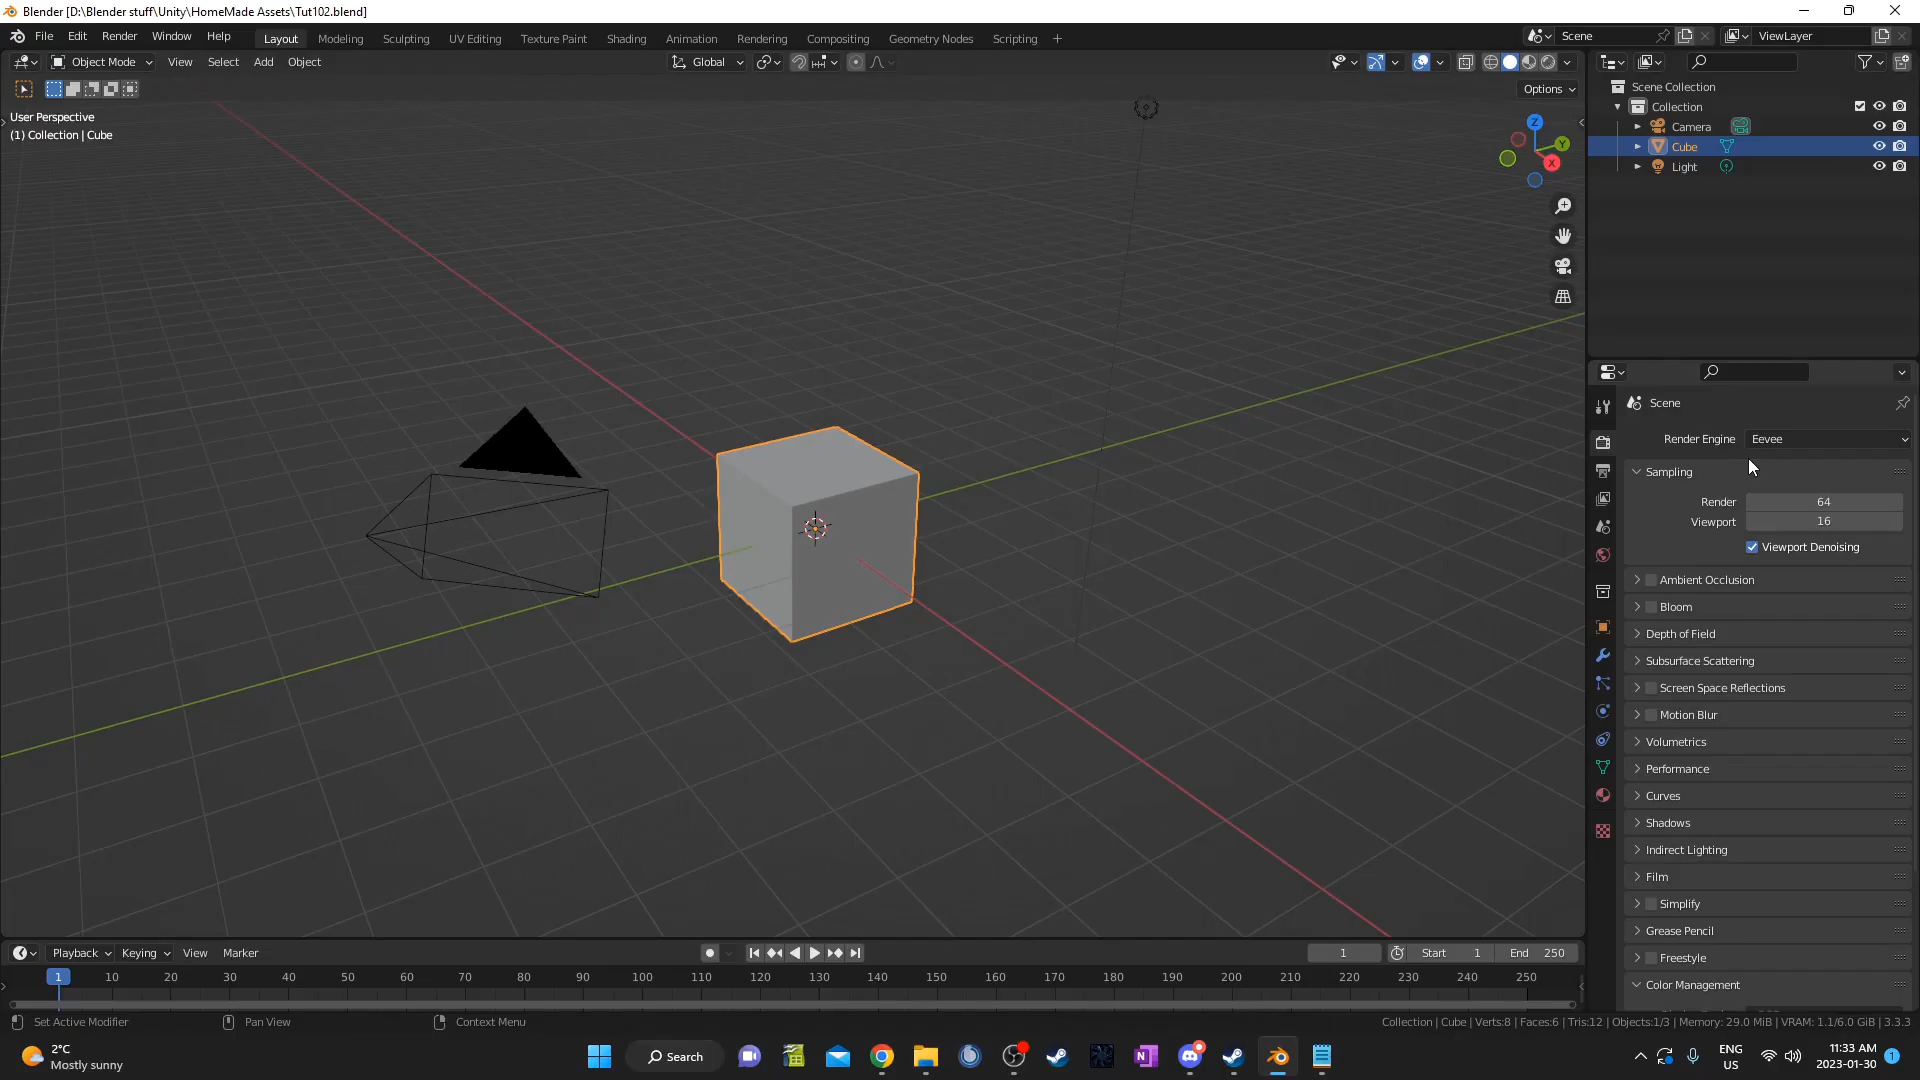 Blender [D:\Blender stuff\Unity\HomeMade Assets\Tut102.blend]
File Edit Render Window Help Layout Modeling Sculpting UV Editing Texture Paint Shading Animation Rendering Compositing Geometry Nodes Scripting + Scene ViewLayer
Object Mode View Select Add Object Global
Options
User Perspective
(1) Collection | Cube
Z
Y
X
Scene Collection
Collection
Camera
Cube
Light
Scene
Render Engine Eevee
Sampling
Render 64
Viewport 16
Viewport Denoising
Ambient Occlusion
Bloom
Depth of Field
Subsurface Scattering
Screen Space Reflections
Motion Blur
Volumetrics
Performance
Curves
Shadows
Indirect Lighting
Film
Simplify
Grease Pencil
Freestyle
Color Management
Playback Keying View Marker 1 Start 1 End 250
1 10 20 30 40 50 60 70 80 90 100 110 120 130 140 150 160 170 180 190 200 210 220 230 240 250
Set Active Modifier Pan View Context Menu Collection | Cube | Verts:8 | Faces:6 | Tris:12 | Objects:1/3 | Memory: 29.0 MiB | VRAM: 1.1/6.0 GiB | 3.3.3
2°C
Mostly sunny
Search
N
ENG
US
11:33 AM
2023-01-30
1